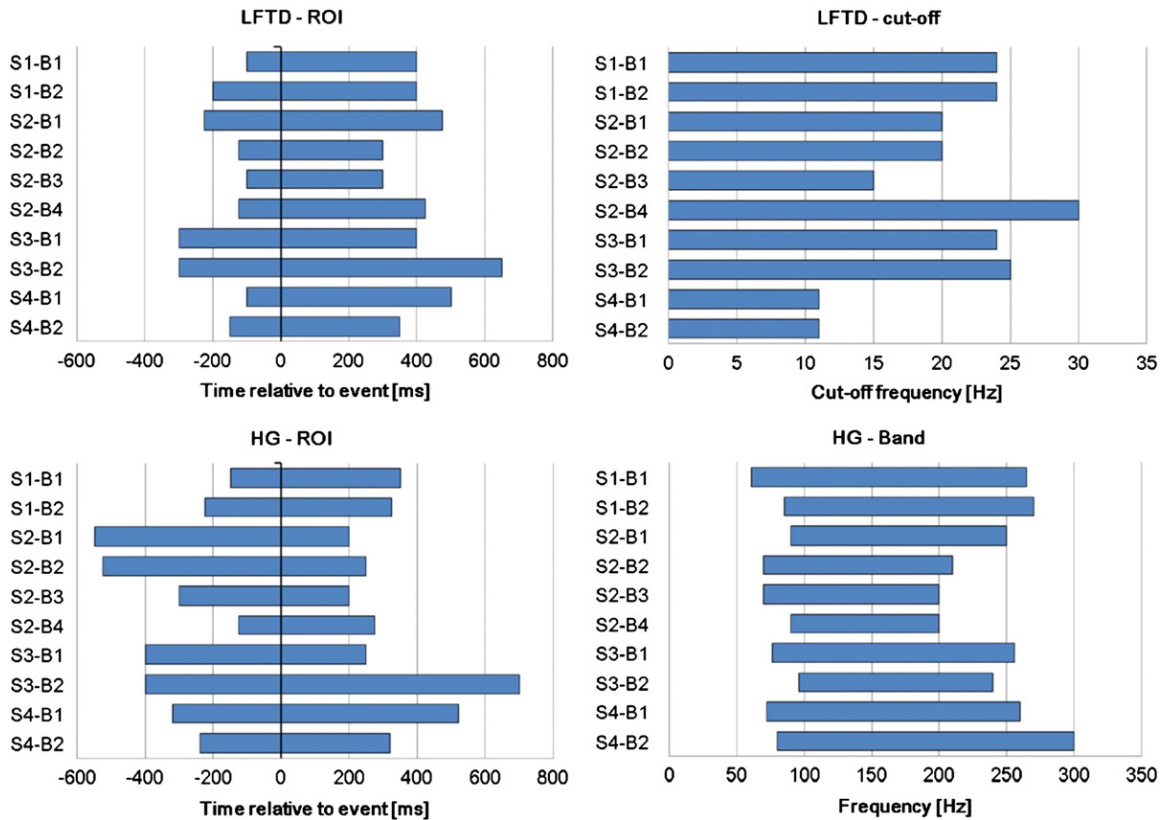 LFTD - ROI
S1-B1
S1-B2
S2-B1
S2-B2
S2-B3
S2-B4
S3-B1
S3-B2
S4-B1
S4-B2
-600 -400 -200 0 200 400 600 800
Time relative to event [ms]
LFTD - cut-off
S1-B1
S1-B2
S2-B1
S2-B2
S2-B3
S2-B4
S3-B1
S3-B2
S4-B1
S4-B2
0 5 10 15 20 25 30 35
Cut-off frequency [Hz]
HG - ROI
S1-B1
S1-B2
S2-B1
S2-B2
S2-B3
S2-B4
S3-B1
S3-B2
S4-B1
S4-B2
-600 -400 -200 0 200 400 600 800
Time relative to event [ms]
HG - Band
S1-B1
S1-B2
S2-B1
S2-B2
S2-B3
S2-B4
S3-B1
S3-B2
S4-B1
S4-B2
0 50 100 150 200 250 300 350
Frequency [Hz]